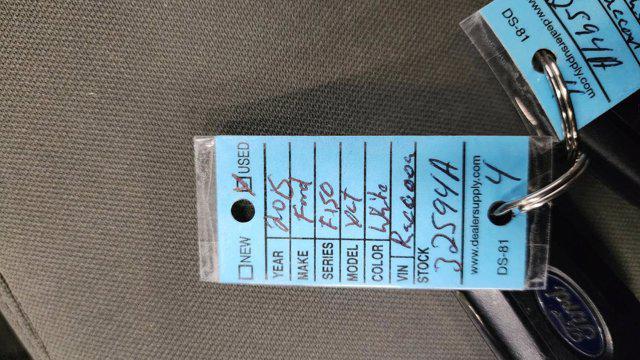 ☐ NEW ☑ USED
YEAR 2015
MAKE Ford
SERIES F150
MODEL XLT
COLOR White
VIN
STOCK
32594A
www.dealersupply.com
DS-81 4
32594A
www.dealersupply.com
DS-81
Ford